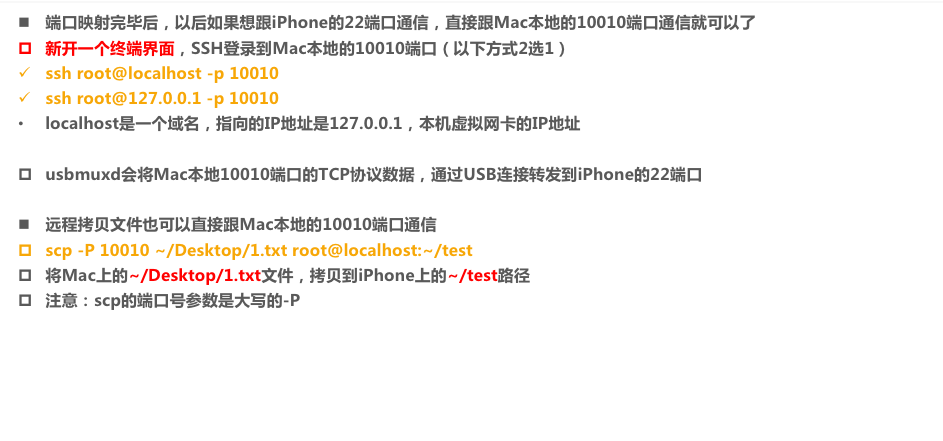 ■ 端口映射完毕后，以后如果想跟iPhone的22端口通信，直接跟Mac本地的10010端口通信就可以了
□ 新开一个终端界面，SSH登录到Mac本地的10010端口（以下方式2选1）
✓ ssh root@localhost -p 10010
✓ ssh root@127.0.0.1 -p 10010
• localhost是一个域名，指向的IP地址是127.0.0.1，本机虚拟网卡的IP地址
□ usbmuxd会将Mac本地10010端口的TCP协议数据，通过USB连接转发到iPhone的22端口
■ 远程拷贝文件也可以直接跟Mac本地的10010端口通信
□ scp -P 10010 ~/Desktop/1.txt root@localhost:~/test
□ 将Mac上的~/Desktop/1.txt文件，拷贝到iPhone上的~/test路径
□ 注意：scp的端口号参数是大写的-P